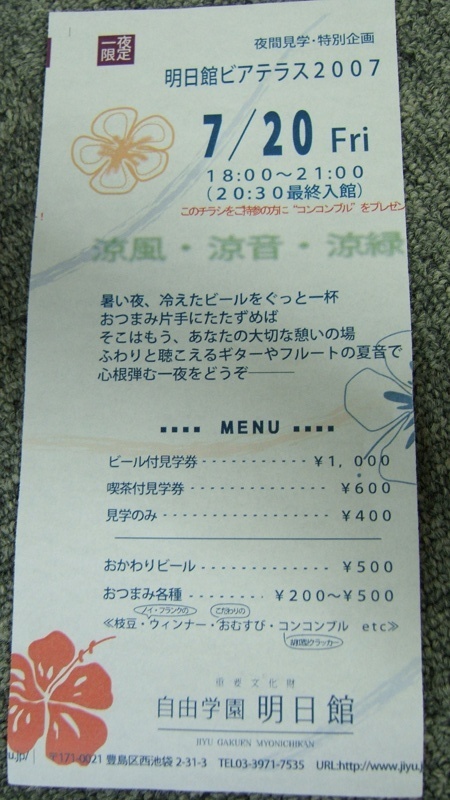 一夜
限定
夜間見学・特別企画
明日館ビアテラス2007
7/20 Fri
18:00～21:00
(20:30最終入館)
このチラシをご持参の方に“コンコンブル”をプレゼン
涼風・涼音・涼緑
暑い夜、冷えたビールをぐっと一杯
おつまみ片手にたたずめば
そこはもう、あなたの大切な憩いの場
ふわりと聴こえるギターやフルートの夏音で
心根弾む一夜をどうぞ――
MENU
ビール付見学券 ¥1,000
喫茶付見学券 ¥600
見学のみ ¥400
おかわりビール ¥500
おつまみ各種 ¥200～¥500
ノイ・フランクの こだわりの
≪枝豆・ウィンナー・おむすび・コンコンブル etc≫
胡瓜クラッカー
重要文化財
自由学園 明日館
JIYU GAKUEN MYONICHIKAN
u.jp/ 〒171-0021 豊島区西池袋 2-31-3 TEL03-3971-7535 URL:http://www.jiyu.j